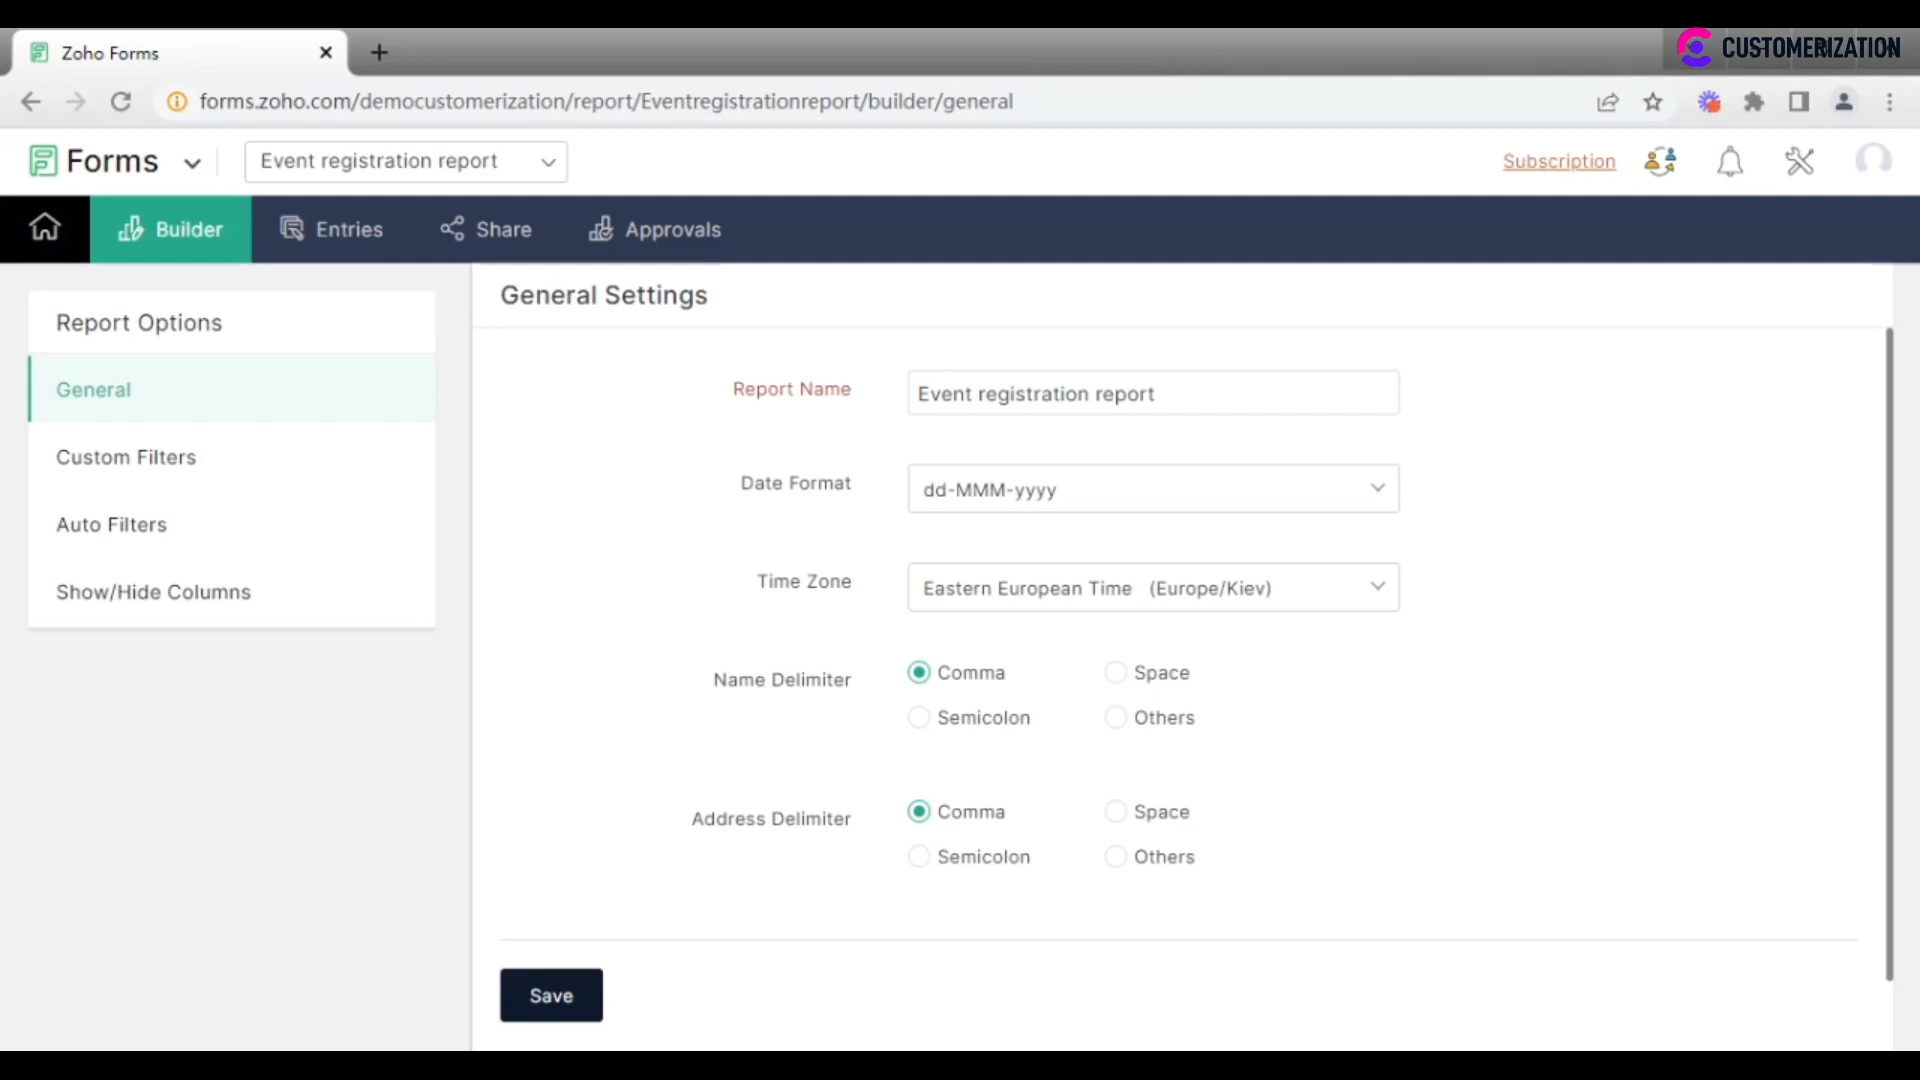 Zoho Forms
CUSTOMERIZATION
forms.zoho.com/democustomerization/report/Eventregistrationreport/builder/general
Forms
Event registration report
Subscription
Builder
Entries
Share
Approvals
Report Options
General
Custom Filters
Auto Filters
Show/Hide Columns
General Settings
Report Name
Event registration report
Date Format
dd-MMM-yyyy
Time Zone
Eastern European Time (Europe/Kiev)
Name Delimiter
Comma
Space
Semicolon
Others
Address Delimiter
Comma
Space
Semicolon
Others
Save